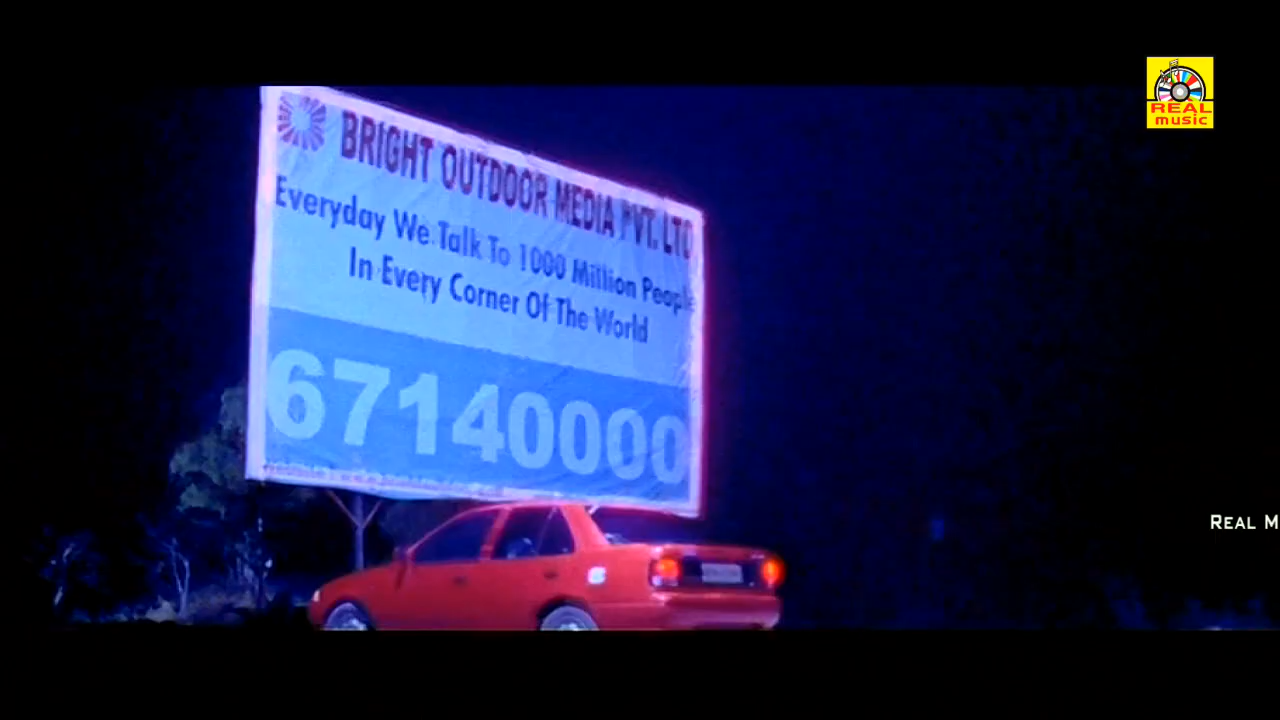 BRIGHT OUTDOOR MEDIA PVT. LTD
Everyday We Talk To 1000 Million People
In Every Corner Of The World
67140000
REAL
music
REAL M